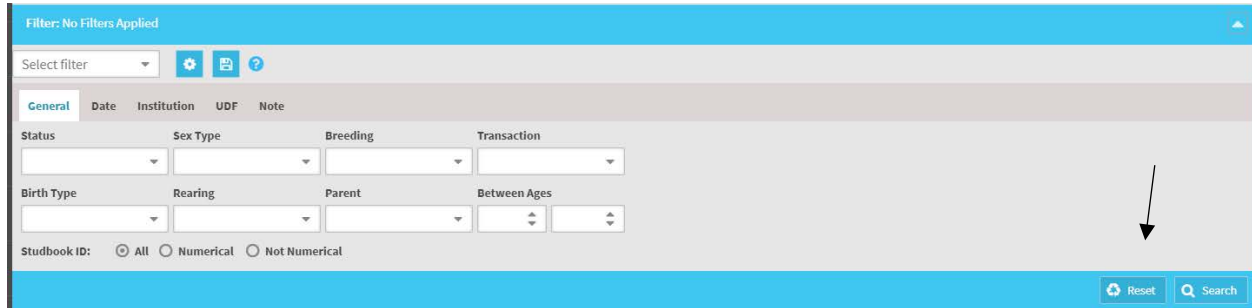 Filter: No Filters Applied
Select filter
?
General Date Institution UDF Note
Status Sex Type Breeding Transaction
Birth Type Rearing Parent Between Ages
Studbook ID: All Numerical Not Numerical
Reset Search